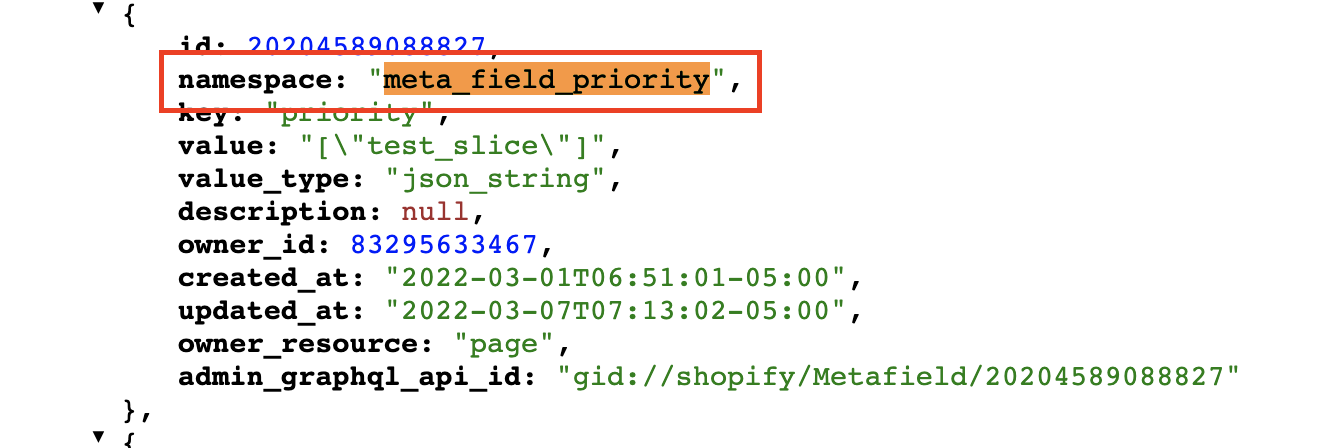 ▼ {
id: 20204589088827,
namespace: "meta_field_priority",
key: "priority",
value: "[\"test_slice\"]",
value_type: "json_string",
description: null,
owner_id: 83295633467,
created_at: "2022-03-01T06:51:01-05:00",
updated_at: "2022-03-07T07:13:02-05:00",
owner_resource: "page",
admin_graphql_api_id: "gid://shopify/Metafield/20204589088827"
},
▼ {